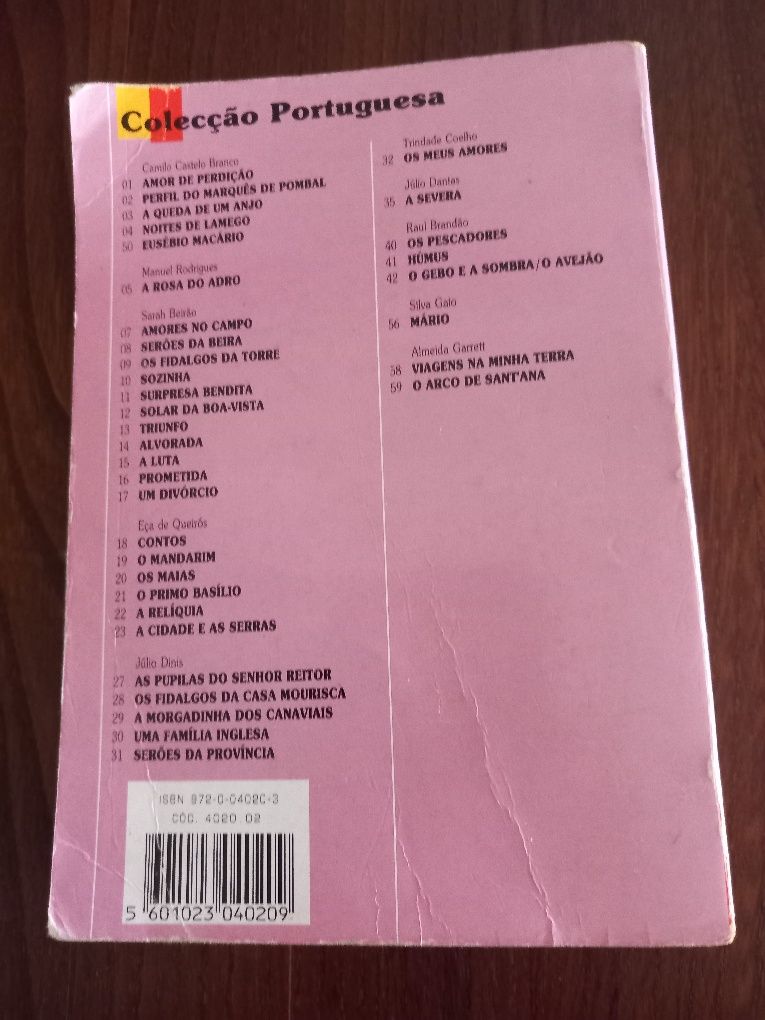 Colecção Portuguesa
Camilo Castelo Branco
01 AMOR DE PERDIÇÃO
02 PERFIL DO MARQUÊS DE POMBAL
03 A QUEDA DE UM ANJO
04 NOITES DE LAMEGO
50 EUSÉBIO MACÁRIO
Manuel Rodrigues
05 A ROSA DO ADRO
Sarah Beirão
07 AMORES NO CAMPO
08 SERÕES DA BEIRA
09 OS FIDALGOS DA TORRE
10 SOZINHA
11 SURPRESA BENDITA
12 SOLAR DA BOA-VISTA
13 TRIUNFO
14 ALVORADA
15 A LUTA
16 PROMETIDA
17 UM DIVÓRCIO
Eça de Queirós
18 CONTOS
19 O MANDARIM
20 OS MAIAS
21 O PRIMO BASÍLIO
22 A RELÍQUIA
23 A CIDADE E AS SERRAS
Júlio Dinis
27 AS PUPILAS DO SENHOR REITOR
28 OS FIDALGOS DA CASA MOURISCA
29 A MORGADINHA DOS CANAVIAIS
30 UMA FAMÍLIA INGLESA
31 SERÕES DA PROVÍNCIA
Trindade Coelho
32 OS MEUS AMORES
Júlio Dantas
35 A SEVERA
Raul Brandão
40 OS PESCADORES
41 HÚMUS
42 O GEBO E A SOMBRA/O AVEJÃO
Silva Gaio
56 MÁRIO
Almeida Garrett
58 VIAGENS NA MINHA TERRA
59 O ARCO DE SANT'ANA
ISBN 972-0-04020-3
CÓD. 4020.02
5 601023 040209